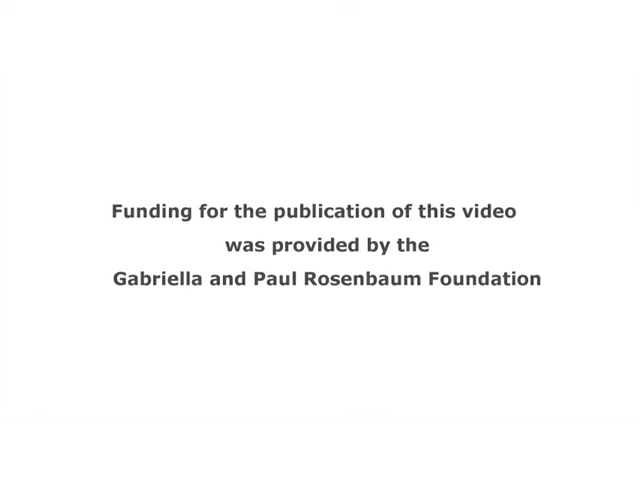 Funding for the publication of this video
was provided by the
Gabriella and Paul Rosenbaum Foundation